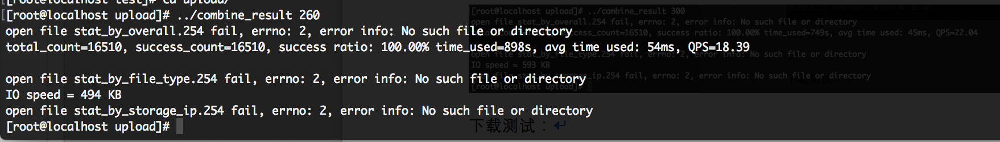 [root@localhost test]# cd upload/
[root@localhost upload]# ../combine_result 260
open file stat_by_overall.254 fail, errno: 2, error info: No such file or directory
total_count=16510, success_count=16510, success ratio: 100.00% time_used=898s, avg time used: 54ms, QPS=18.39
open file stat_by_file_type.254 fail, errno: 2, error info: No such file or directory
IO speed = 494 KB
open file stat_by_storage_ip.254 fail, errno: 2, error info: No such file or directory
[root@localhost upload]#
[root@localhost upload]# ../combine_result 300
open file stat_by_overall.254 fail, errno: 2, error info: No such file or directory
success_count=16510, success ratio: 100.00% time_used=749s, avg time used: 45ms, QPS=22.04
open file stat_by_file_type.254 fail, errno: 2, error info: No such file or directory
IO speed = 593 KB
storage_ip.254 fail, errno: 2, error info: No such file or directory
[root@localhost upload]#
下载测试：